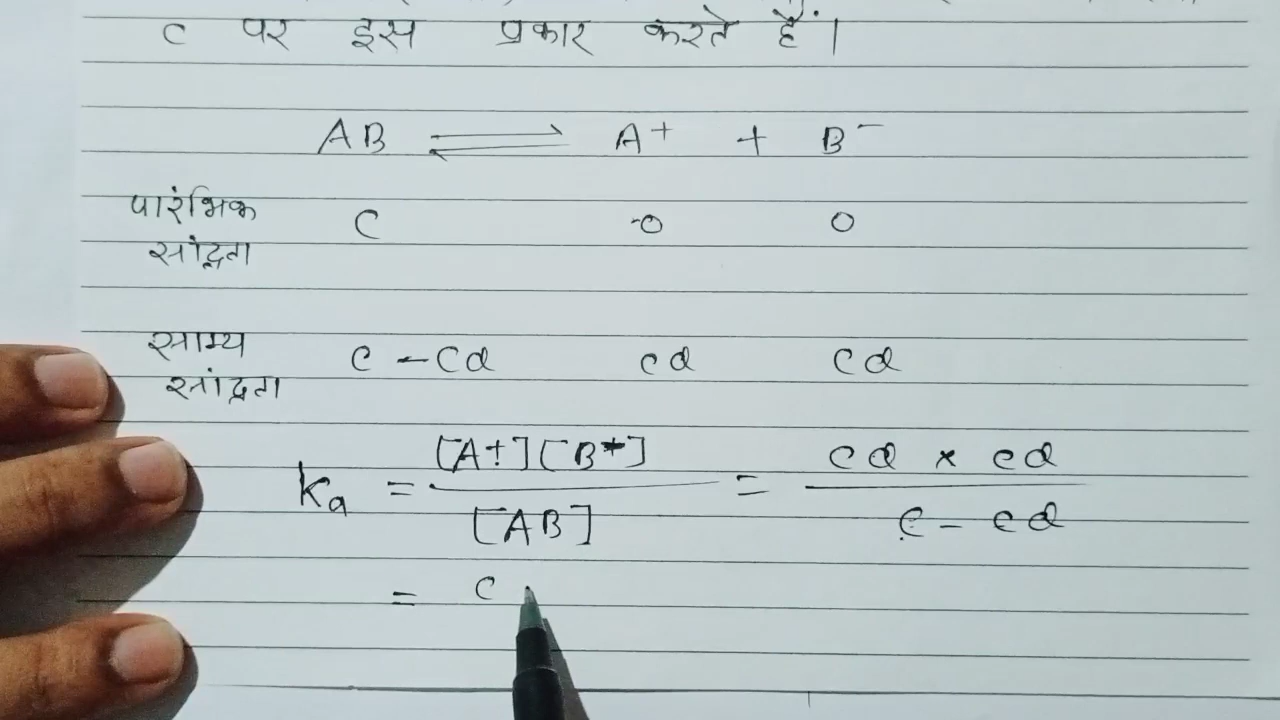 C पर इस प्रकार करते हैं।
AB ⇌ A+ + B-
पारंभिक C 0 0
सांद्रता
साम्य C - Cα Cα Cα
सांद्रता
Ka = [A+][B+] / [AB] = Cα × Cα / C - Cα
= C